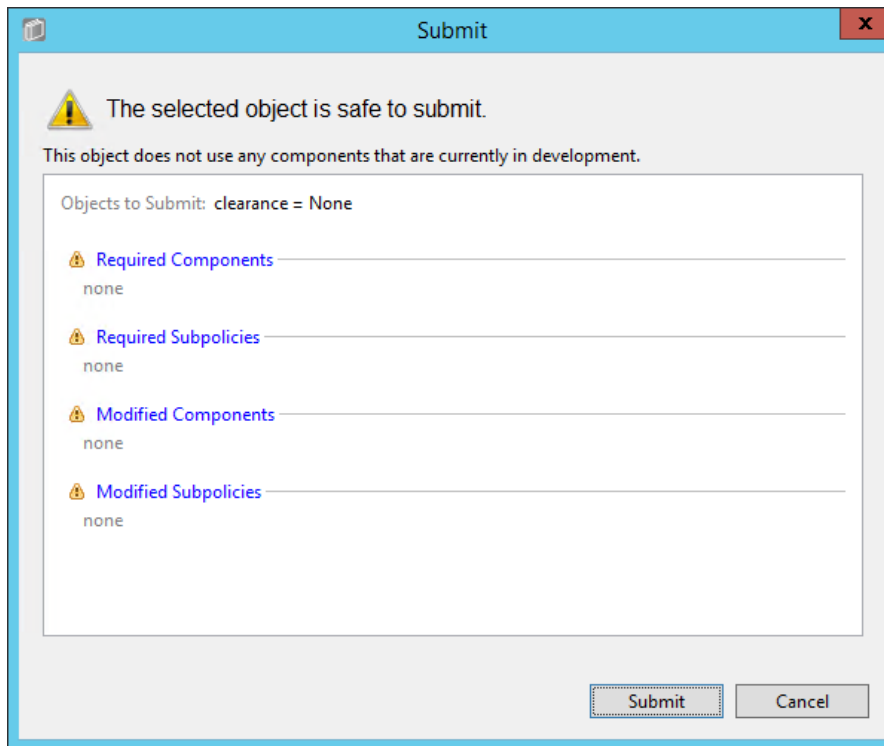 Submit
x
The selected object is safe to submit.
This object does not use any components that are currently in development.
Objects to Submit: clearance = None
Required Components
none
Required Subpolicies
none
Modified Components
none
Modified Subpolicies
none
Submit Cancel